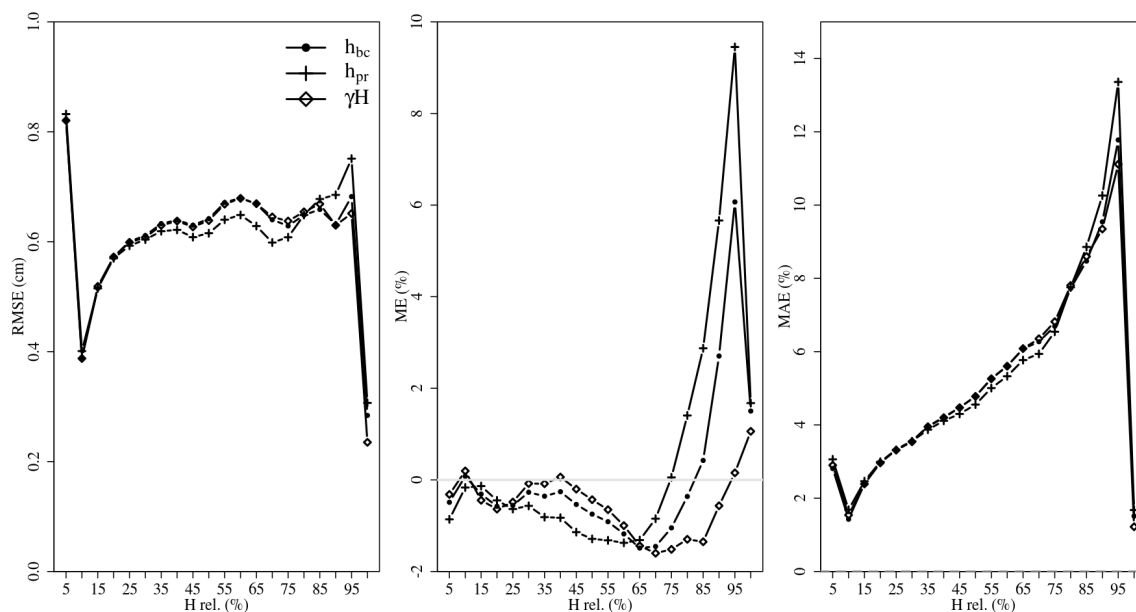 RMSE (cm)
0.0 0.2 0.4 0.6 0.8 1.0
h_bc
h_pr
γH
5 15 25 35 45 55 65 75 85 95
H rel. (%)
ME (%)
-2 0 2 4 6 8 10
5 15 25 35 45 55 65 75 85 95
H rel. (%)
MAE (%)
0 2 4 6 8 10 12 14
5 15 25 35 45 55 65 75 85 95
H rel. (%)